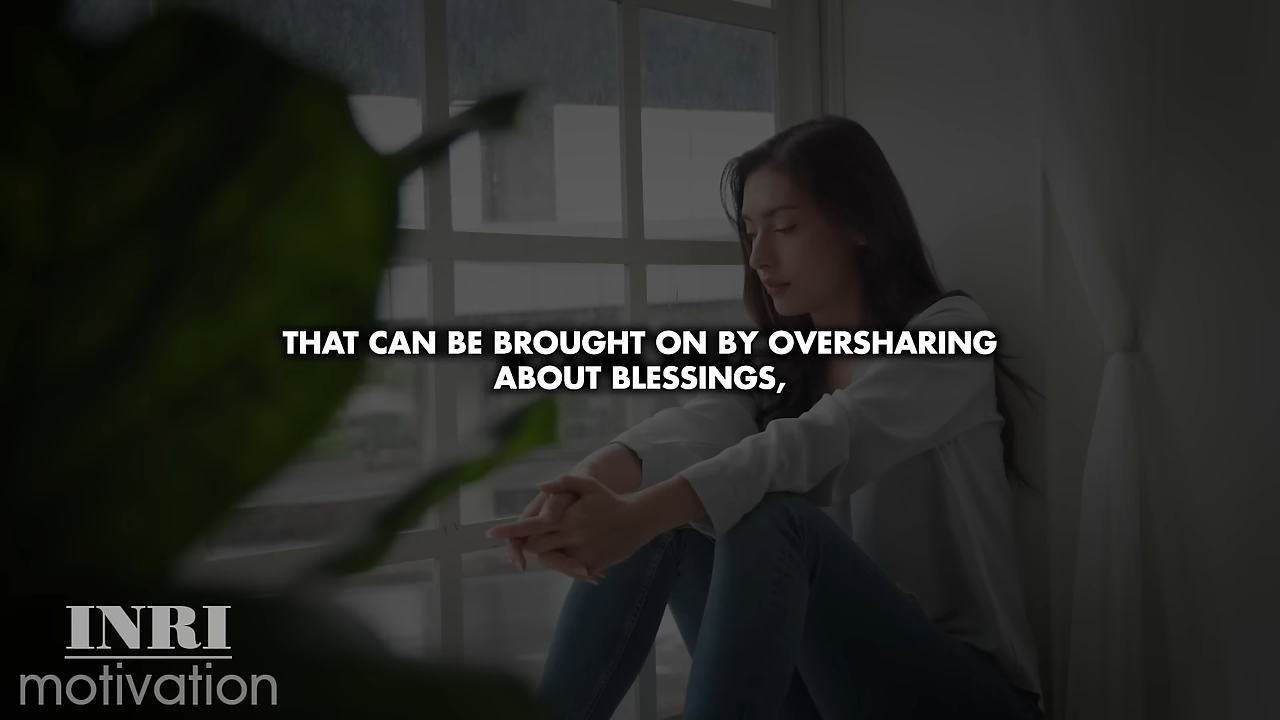 THAT CAN BE BROUGHT ON BY OVERSHARING
ABOUT BLESSINGS,
INRI
motivation